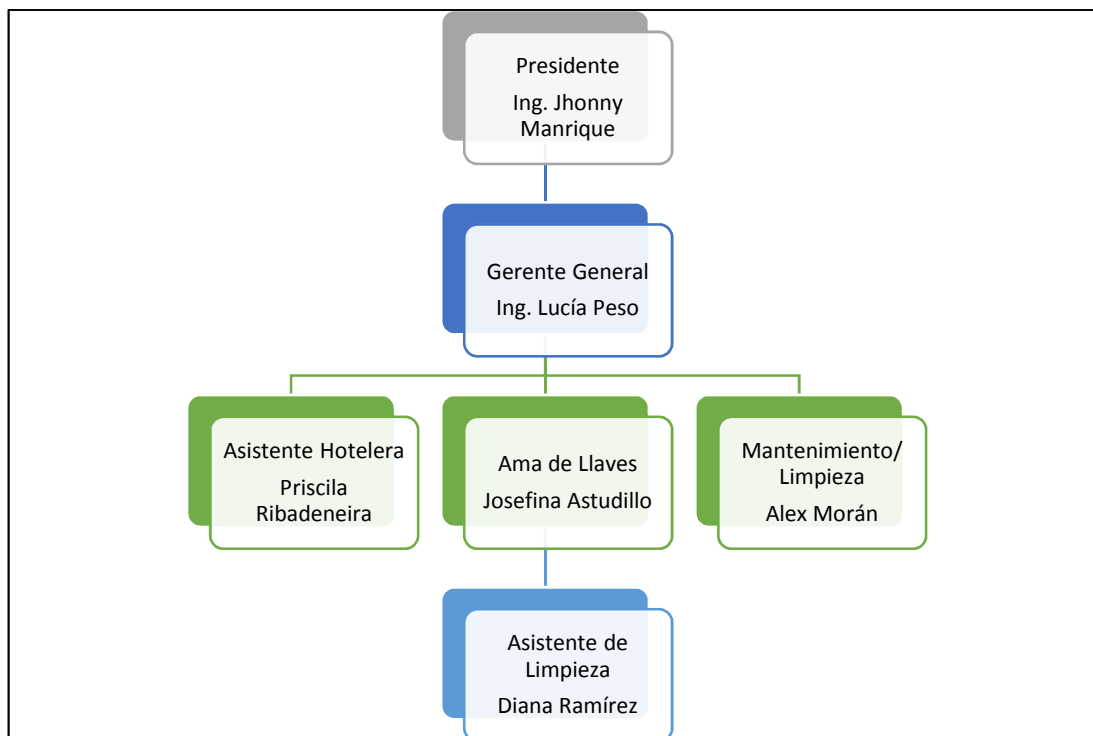 Presidente
Ing. Jhonny
Manrique
Gerente General
Ing. Lucía Peso
Asistente Hotelera
Priscila
Ribadeneira
Ama de Llaves
Josefina Astudillo
Mantenimiento/
Limpieza
Alex Morán
Asistente de
Limpieza
Diana Ramírez